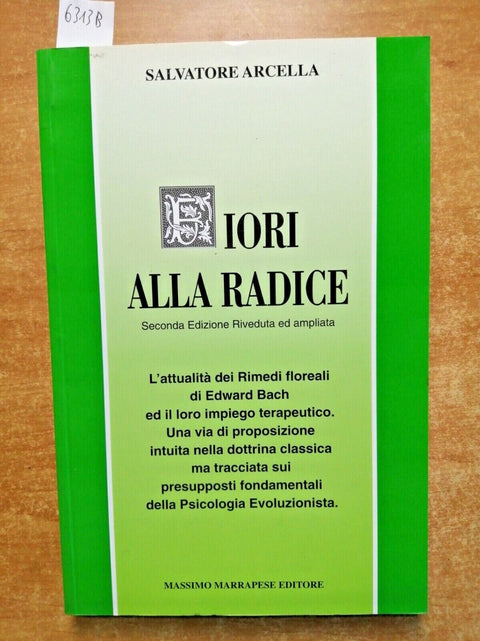 6313B
SALVATORE ARCELLA
FIORI
ALLA RADICE
Seconda Edizione Riveduta ed ampliata
L'attualità dei Rimedi floreali
di Edward Bach
ed il loro impiego terapeutico.
Una via di proposizione
intuita nella dottrina classica
ma tracciata sui
presupposti fondamentali
della Psicologia Evoluzionista.
MASSIMO MARRAPESE EDITORE